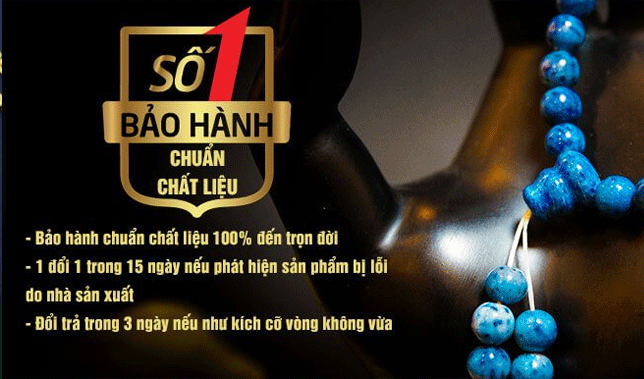 SỐ 1
BẢO HÀNH
CHUẨN
CHẤT LIỆU
- Bảo hành chuẩn chất liệu 100% đến trọn đời
- 1 đổi 1 trong 15 ngày nếu phát hiện sản phẩm bị lỗi
do nhà sản xuất
- Đổi trả trong 3 ngày nếu như kích cỡ vòng không vừa